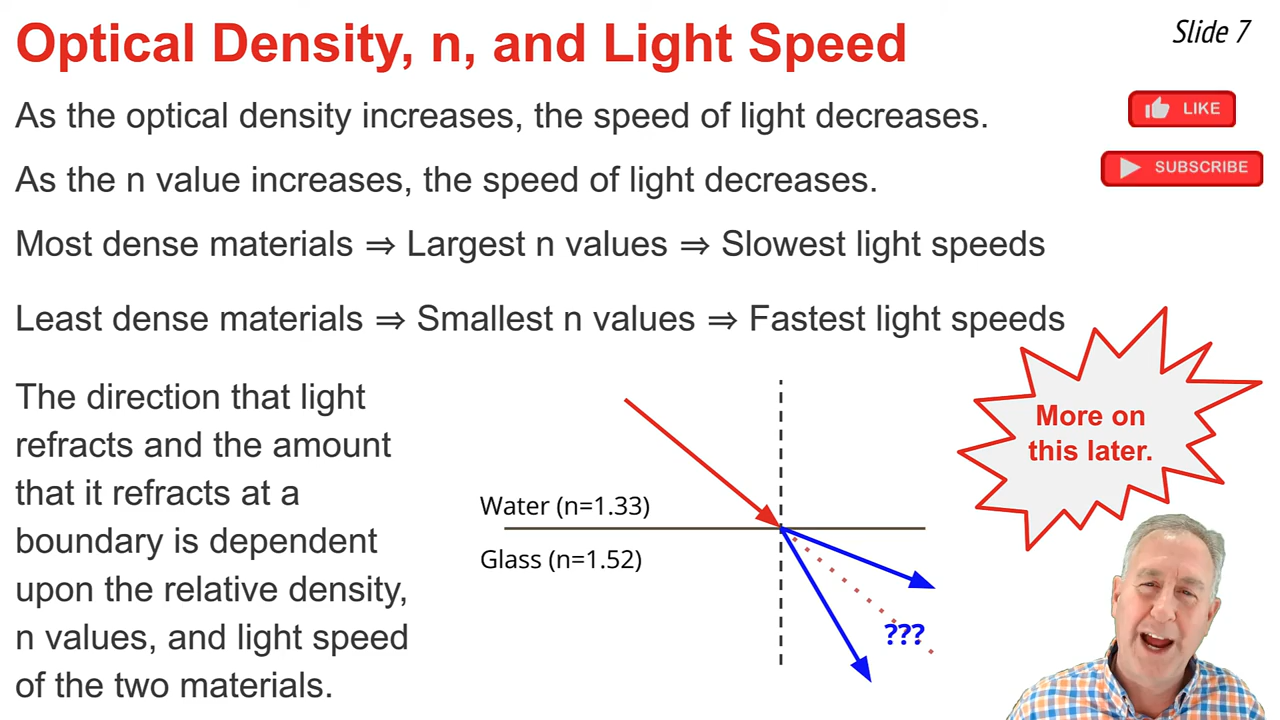 Optical Density, n, and Light Speed
Slide 7
As the optical density increases, the speed of light decreases.
LIKE
As the n value increases, the speed of light decreases.
SUBSCRIBE
Most dense materials ⇒ Largest n values ⇒ Slowest light speeds
Least dense materials ⇒ Smallest n values ⇒ Fastest light speeds
The direction that light
refracts and the amount
that it refracts at a
boundary is dependent
upon the relative density,
n values, and light speed
of the two materials.
Water (n=1.33)
Glass (n=1.52)
???
More on
this later.